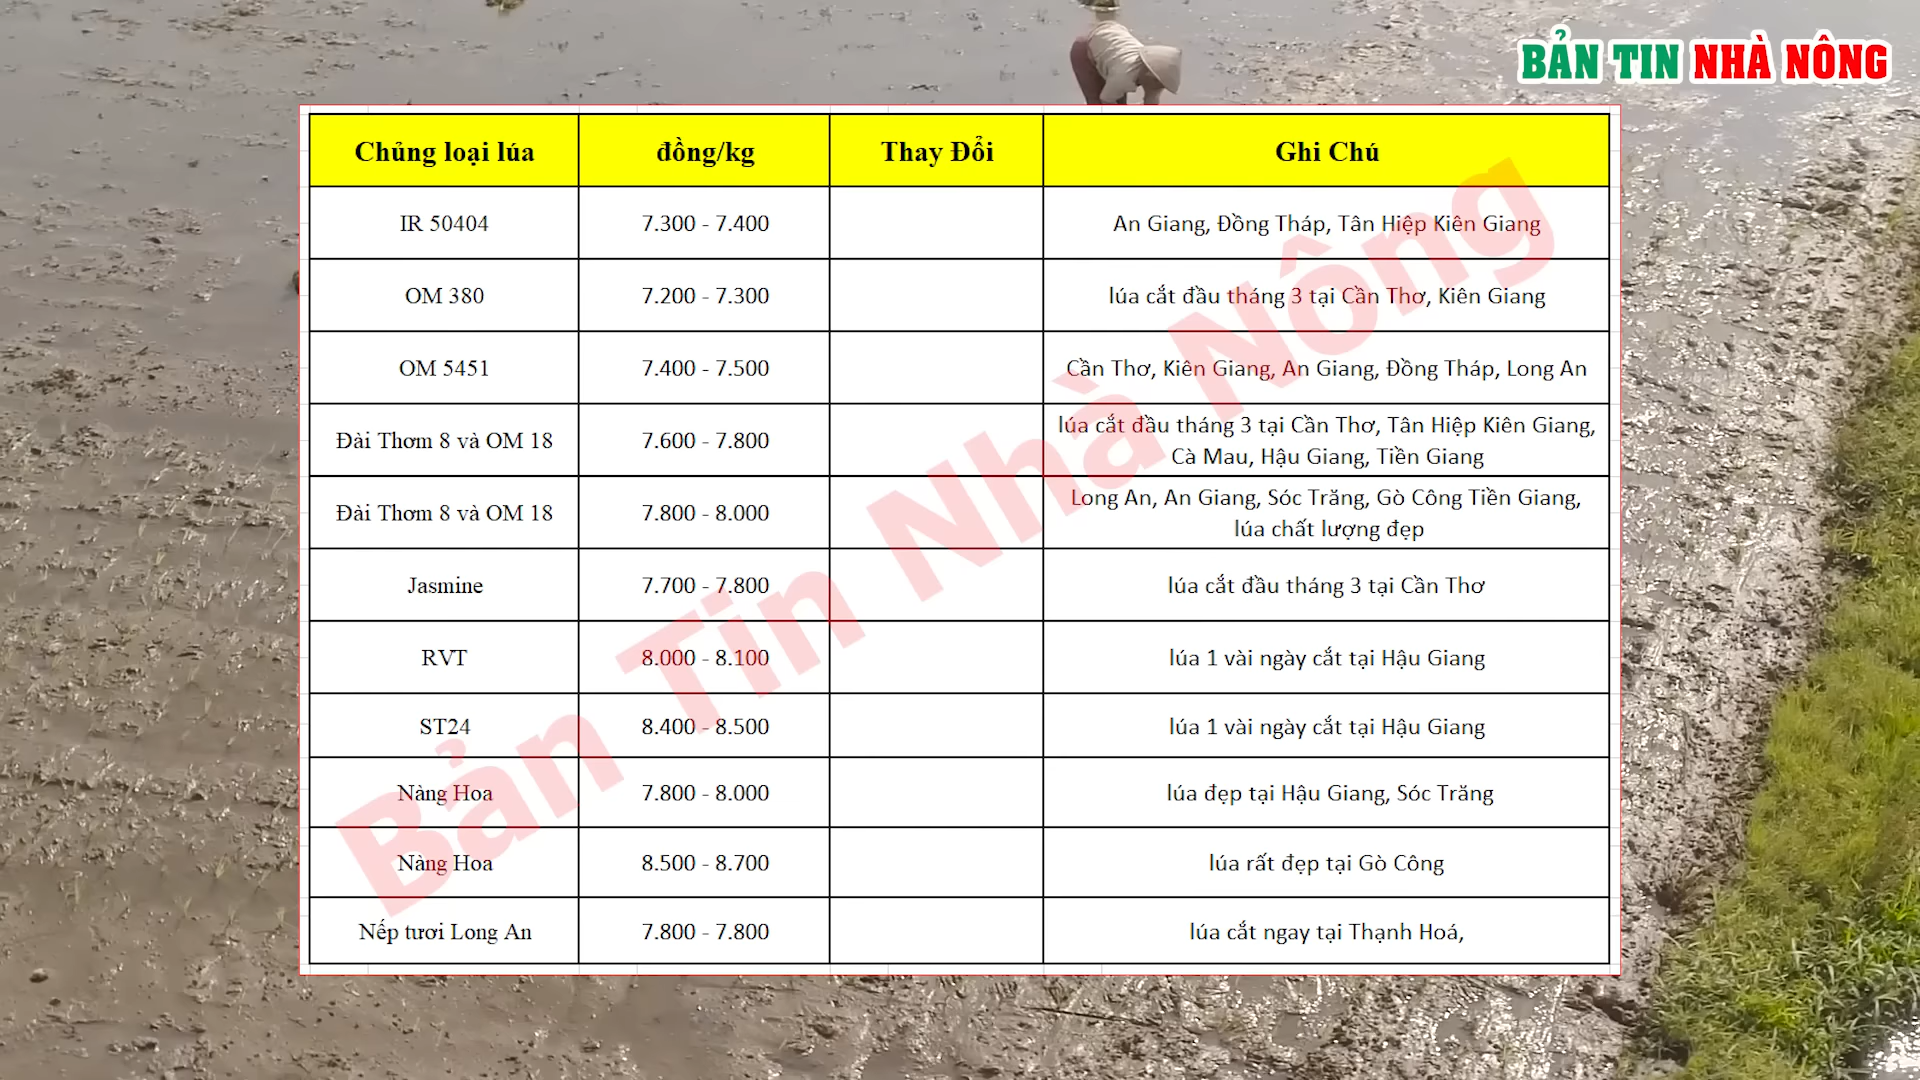 BẢN TIN NHÀ NÔNG
Chủng loại lúa đồng/kg Thay Đổi Ghi Chú
IR 50404 7.300 - 7.400 An Giang, Đồng Tháp, Tân Hiệp Kiên Giang
OM 380 7.200 - 7.300 lúa cắt đầu tháng 3 tại Cần Thơ, Kiên Giang
OM 5451 7.400 - 7.500 Cần Thơ, Kiên Giang, An Giang, Đồng Tháp, Long An
Đài Thơm 8 và OM 18 7.600 - 7.800 lúa cắt đầu tháng 3 tại Cần Thơ, Tân Hiệp Kiên Giang,
Cà Mau, Hậu Giang, Tiền Giang
Đài Thơm 8 và OM 18 7.800 - 8.000 Long An, An Giang, Sóc Trăng, Gò Công Tiền Giang,
lúa chất lượng đẹp
Jasmine 7.700 - 7.800 lúa cắt đầu tháng 3 tại Cần Thơ
RVT 8.000 - 8.100 lúa 1 vài ngày cắt tại Hậu Giang
ST24 8.400 - 8.500 lúa 1 vài ngày cắt tại Hậu Giang
Nàng Hoa 7.800 - 8.000 lúa đẹp tại Hậu Giang, Sóc Trăng
Nàng Hoa 8.500 - 8.700 lúa rất đẹp tại Gò Công
Nếp tươi Long An 7.800 - 7.800 lúa cắt ngay tại Thạnh Hoá,
Bản Tin Nhà Nông